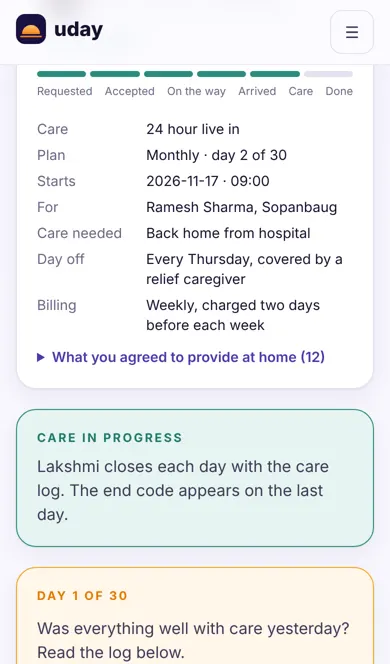 uday
☰
Requested Accepted On the way Arrived Care Done
Care 24 hour live in
Plan Monthly · day 2 of 30
Starts 2026-11-17 · 09:00
For Ramesh Sharma, Sopanbaug
Care needed Back home from hospital
Day off Every Thursday, covered by a
relief caregiver
Billing Weekly, charged two days
before each week
▶ What you agreed to provide at home (12)
CARE IN PROGRESS
Lakshmi closes each day with the care
log. The end code appears on the last
day.
DAY 1 OF 30
Was everything well with care yesterday?
Read the log below.